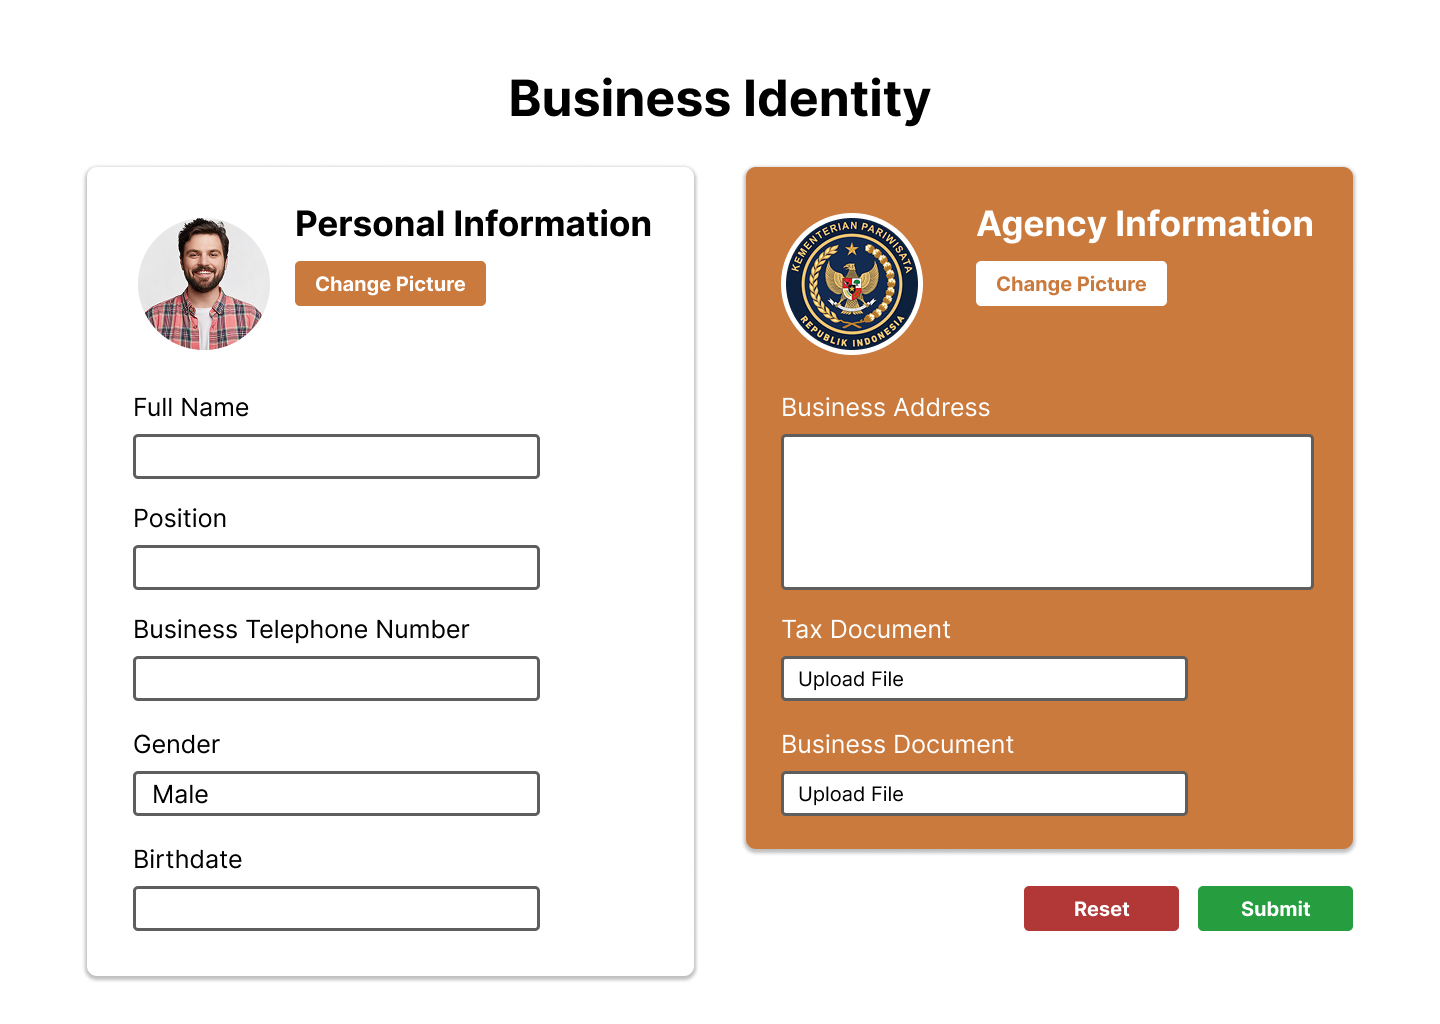 Business Identity
Personal Information
Change Picture
Full Name
Position
Business Telephone Number
Gender
Male
Birthdate
Agency Information
KEMENTERIAN PARIWISATA
REPUBLIK INDONESIA
Change Picture
Business Address
Tax Document
Upload File
Business Document
Upload File
Reset
Submit